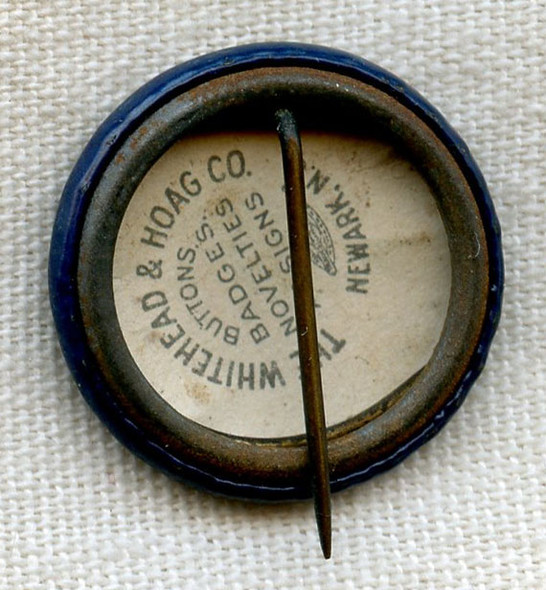 THE WHITEHEAD & HOAG CO.
BUTTONS,
BADGES,
NOVELTIES
SIGNS
NEWARK, N.